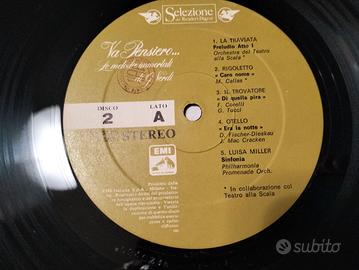 Selezione
dal Reader's Digest
Va Pensiero...
Le melodie immortali
di Verdi
DISCO
2
LATO
A
STEREO
EMI
1. LA TRAVIATA
Preludio Atto 1
Orchestra del Teatro
alla Scala *
2. RIGOLETTO
« Caro nome »
M. Callas *
3. IL TROVATORE
« Di quella pira »
F. Corelli
G. Tucci
4. OTELLO
« Era la notte »
D. Fischer-Dieskau
J. Mac Cracken
5. LUISA MILLER
Sinfonia
Philharmonia
Promenade Orch.
* In collaborazione col
Teatro alla Scala
subito